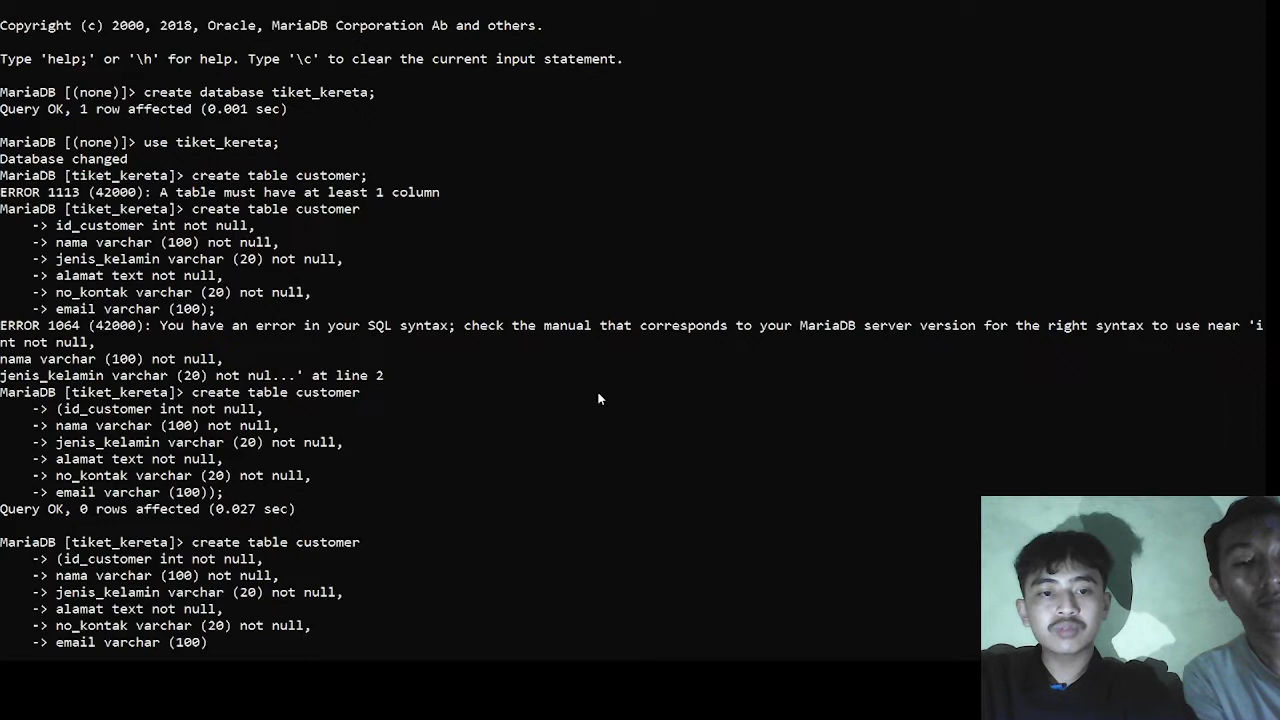 Copyright (c) 2000, 2018, Oracle, MariaDB Corporation Ab and others.
Type 'help;' or '\h' for help. Type '\c' to clear the current input statement.
MariaDB [(none)]> create database tiket_kereta;
Query OK, 1 row affected (0.001 sec)
MariaDB [(none)]> use tiket_kereta;
Database changed
MariaDB [tiket_kereta]> create table customer;
ERROR 1113 (42000): A table must have at least 1 column
MariaDB [tiket_kereta]> create table customer
    -> id_customer int not null,
    -> nama varchar (100) not null,
    -> jenis_kelamin varchar (20) not null,
    -> alamat text not null,
    -> no_kontak varchar (20) not null,
    -> email varchar (100);
ERROR 1064 (42000): You have an error in your SQL syntax; check the manual that corresponds to your MariaDB server version for the right syntax to use near 'i
nt not null,
nama varchar (100) not null,
jenis_kelamin varchar (20) not nul...' at line 2
MariaDB [tiket_kereta]> create table customer
    -> (id_customer int not null,
    -> nama varchar (100) not null,
    -> jenis_kelamin varchar (20) not null,
    -> alamat text not null,
    -> no_kontak varchar (20) not null,
    -> email varchar (100));
Query OK, 0 rows affected (0.027 sec)
MariaDB [tiket_kereta]> create table customer
    -> (id_customer int not null,
    -> nama varchar (100) not null,
    -> jenis_kelamin varchar (20) not null,
    -> alamat text not null,
    -> no_kontak varchar (20) not null,
    -> email varchar (100)